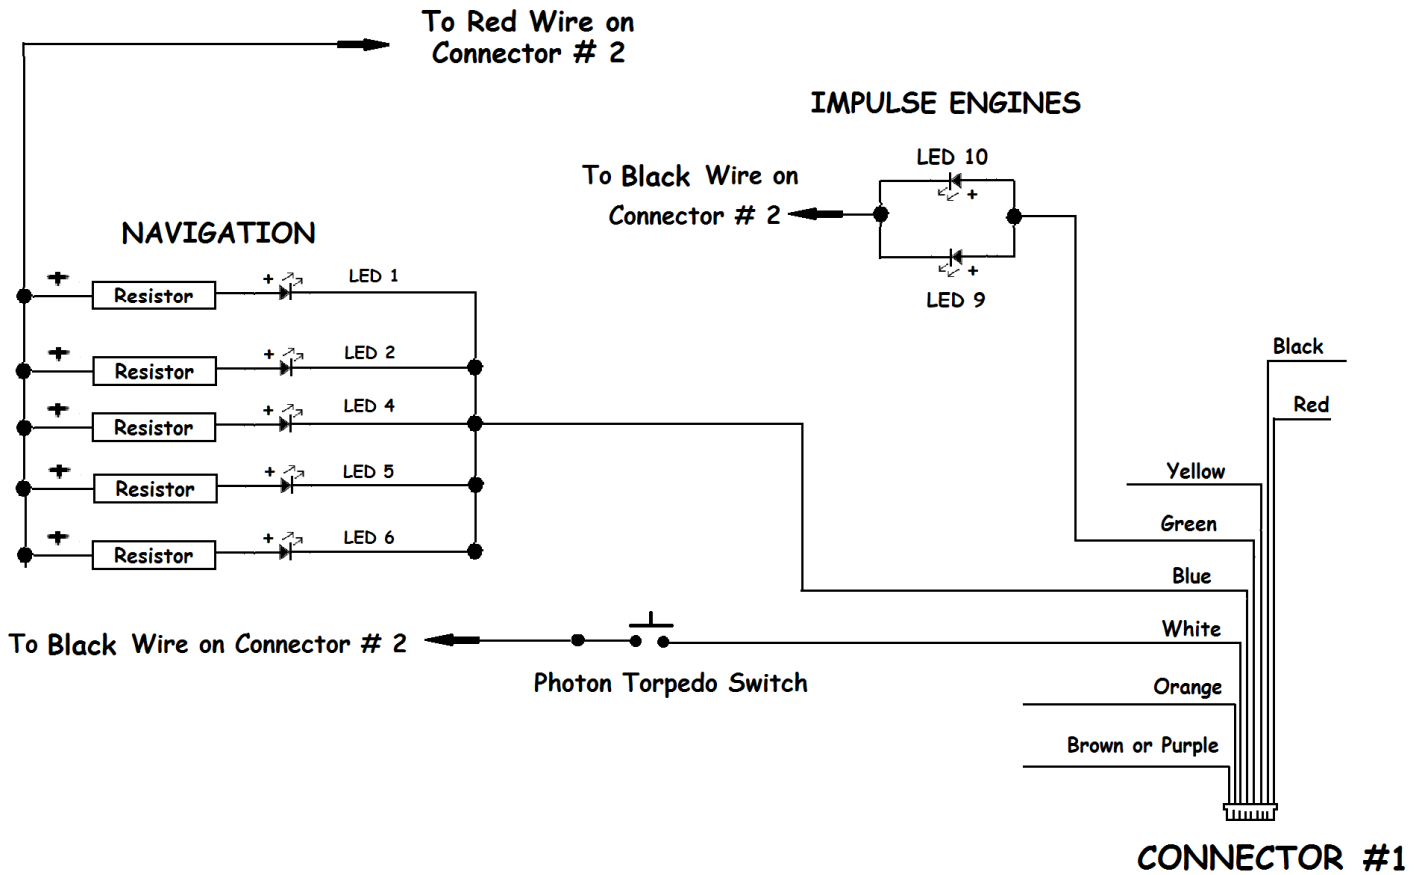 To Red Wire on
Connector # 2
IMPULSE ENGINES
LED 10
+
To Black Wire on
Connector # 2
+
LED 9
NAVIGATION
+ Resistor + LED 1
+ Resistor + LED 2
+ Resistor + LED 4
+ Resistor + LED 5
+ Resistor + LED 6
To Black Wire on Connector # 2
Photon Torpedo Switch
Black
Red
Yellow
Green
Blue
White
Orange
Brown or Purple
CONNECTOR #1